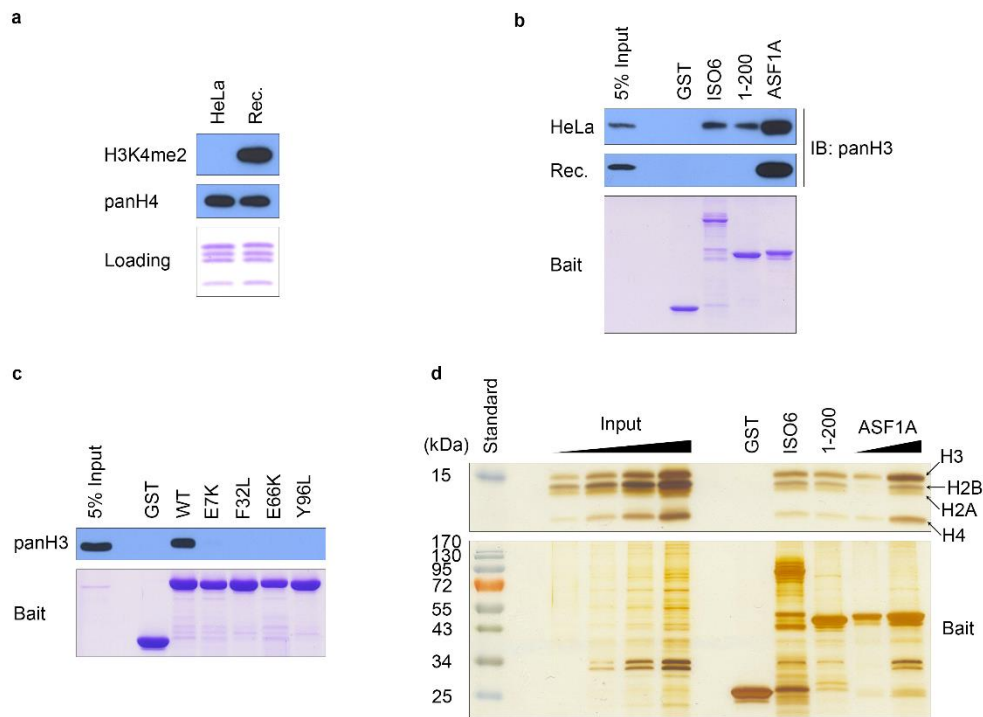 a
HeLa
Rec.
H3K4me2
panH4
Loading
b
5% Input
GST
ISO6
1-200
ASF1A
HeLa
Rec.
IB: panH3
Bait
c
5% Input
GST
WT
E7K
F32L
E66K
Y96L
panH3
Bait
d
(kDa)
Standard
Input
GST
ISO6
1-200
ASF1A
15
H3
H2B
H2A
H4
170
130
95
72
55
43
34
25
Bait